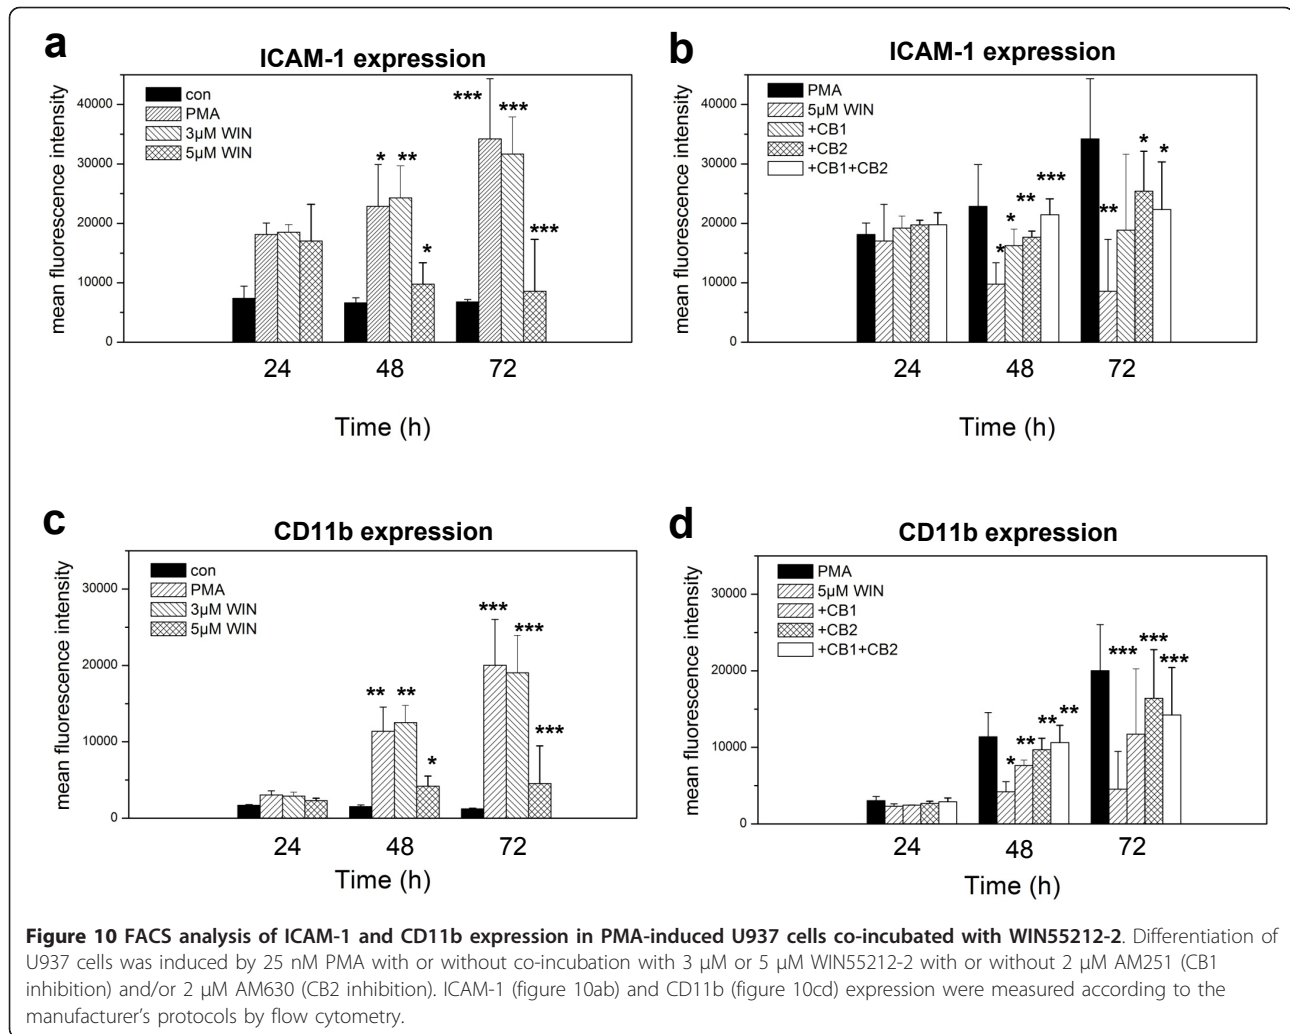 a
ICAM-1 expression
mean fluorescence intensity
40000
30000
20000
10000
0
con
PMA
3µM WIN
5µM WIN
* ** *
*** *** ***
24 48 72
Time (h)
b
ICAM-1 expression
mean fluorescence intensity
40000
30000
20000
10000
0
PMA
5µM WIN
+CB1
+CB2
+CB1+CB2
* * ** ***
** * *
24 48 72
Time (h)
c
CD11b expression
mean fluorescence intensity
30000
20000
10000
0
con
PMA
3µM WIN
5µM WIN
** ** *
*** *** ***
24 48 72
Time (h)
d
CD11b expression
mean fluorescence intensity
30000
20000
10000
0
PMA
5µM WIN
+CB1
+CB2
+CB1+CB2
* ** ** **
*** *** ***
24 48 72
Time (h)
Figure 10 FACS analysis of ICAM-1 and CD11b expression in PMA-induced U937 cells co-incubated with WIN55212-2. Differentiation of
U937 cells was induced by 25 nM PMA with or without co-incubation with 3 μM or 5 μM WIN55212-2 with or without 2 μM AM251 (CB1
inhibition) and/or 2 μM AM630 (CB2 inhibition). ICAM-1 (figure 10ab) and CD11b (figure 10cd) expression were measured according to the
manufacturer's protocols by flow cytometry.